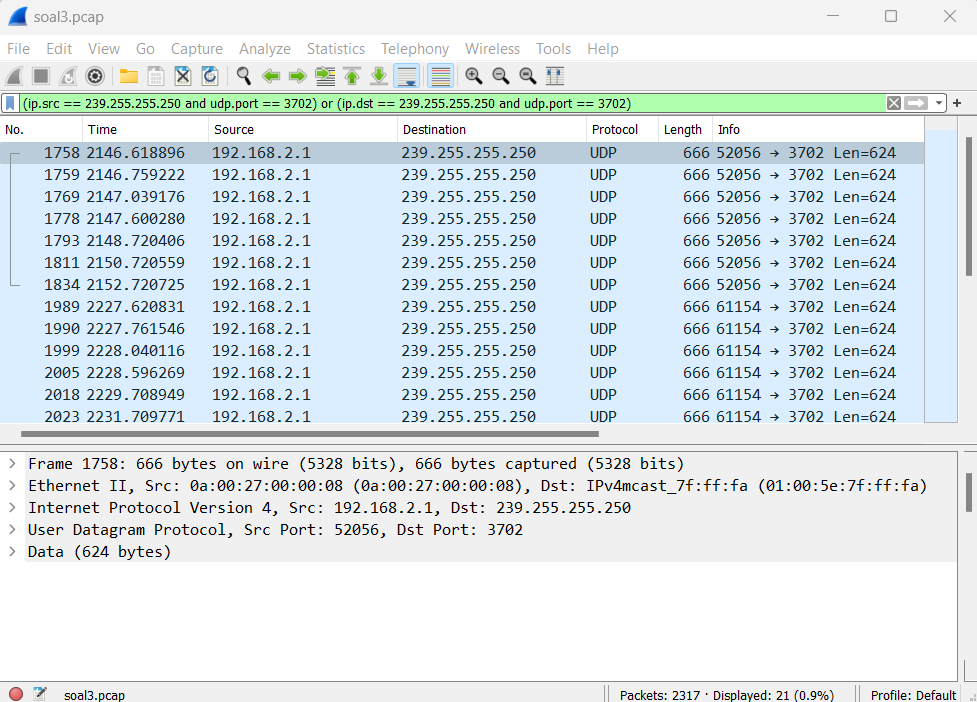 soal3.pcap
File Edit View Go Capture Analyze Statistics Telephony Wireless Tools Help
(ip.src == 239.255.255.250 and udp.port == 3702) or (ip.dst == 239.255.255.250 and udp.port == 3702)
No. Time Source Destination Protocol Length Info
1758 2146.618896 192.168.2.1 239.255.255.250 UDP 666 52056 → 3702 Len=624
1759 2146.759222 192.168.2.1 239.255.255.250 UDP 666 52056 → 3702 Len=624
1769 2147.039176 192.168.2.1 239.255.255.250 UDP 666 52056 → 3702 Len=624
1778 2147.600280 192.168.2.1 239.255.255.250 UDP 666 52056 → 3702 Len=624
1793 2148.720406 192.168.2.1 239.255.255.250 UDP 666 52056 → 3702 Len=624
1811 2150.720559 192.168.2.1 239.255.255.250 UDP 666 52056 → 3702 Len=624
1834 2152.720725 192.168.2.1 239.255.255.250 UDP 666 52056 → 3702 Len=624
1989 2227.620831 192.168.2.1 239.255.255.250 UDP 666 61154 → 3702 Len=624
1990 2227.761546 192.168.2.1 239.255.255.250 UDP 666 61154 → 3702 Len=624
1999 2228.040116 192.168.2.1 239.255.255.250 UDP 666 61154 → 3702 Len=624
2005 2228.596269 192.168.2.1 239.255.255.250 UDP 666 61154 → 3702 Len=624
2018 2229.708949 192.168.2.1 239.255.255.250 UDP 666 61154 → 3702 Len=624
2023 2231.709771 192.168.2.1 239.255.255.250 UDP 666 61154 → 3702 Len=624
Frame 1758: 666 bytes on wire (5328 bits), 666 bytes captured (5328 bits)
Ethernet II, Src: 0a:00:27:00:00:08 (0a:00:27:00:00:08), Dst: IPv4mcast_7f:ff:fa (01:00:5e:7f:ff:fa)
Internet Protocol Version 4, Src: 192.168.2.1, Dst: 239.255.255.250
User Datagram Protocol, Src Port: 52056, Dst Port: 3702
Data (624 bytes)
soal3.pcap Packets: 2317 · Displayed: 21 (0.9%) Profile: Default